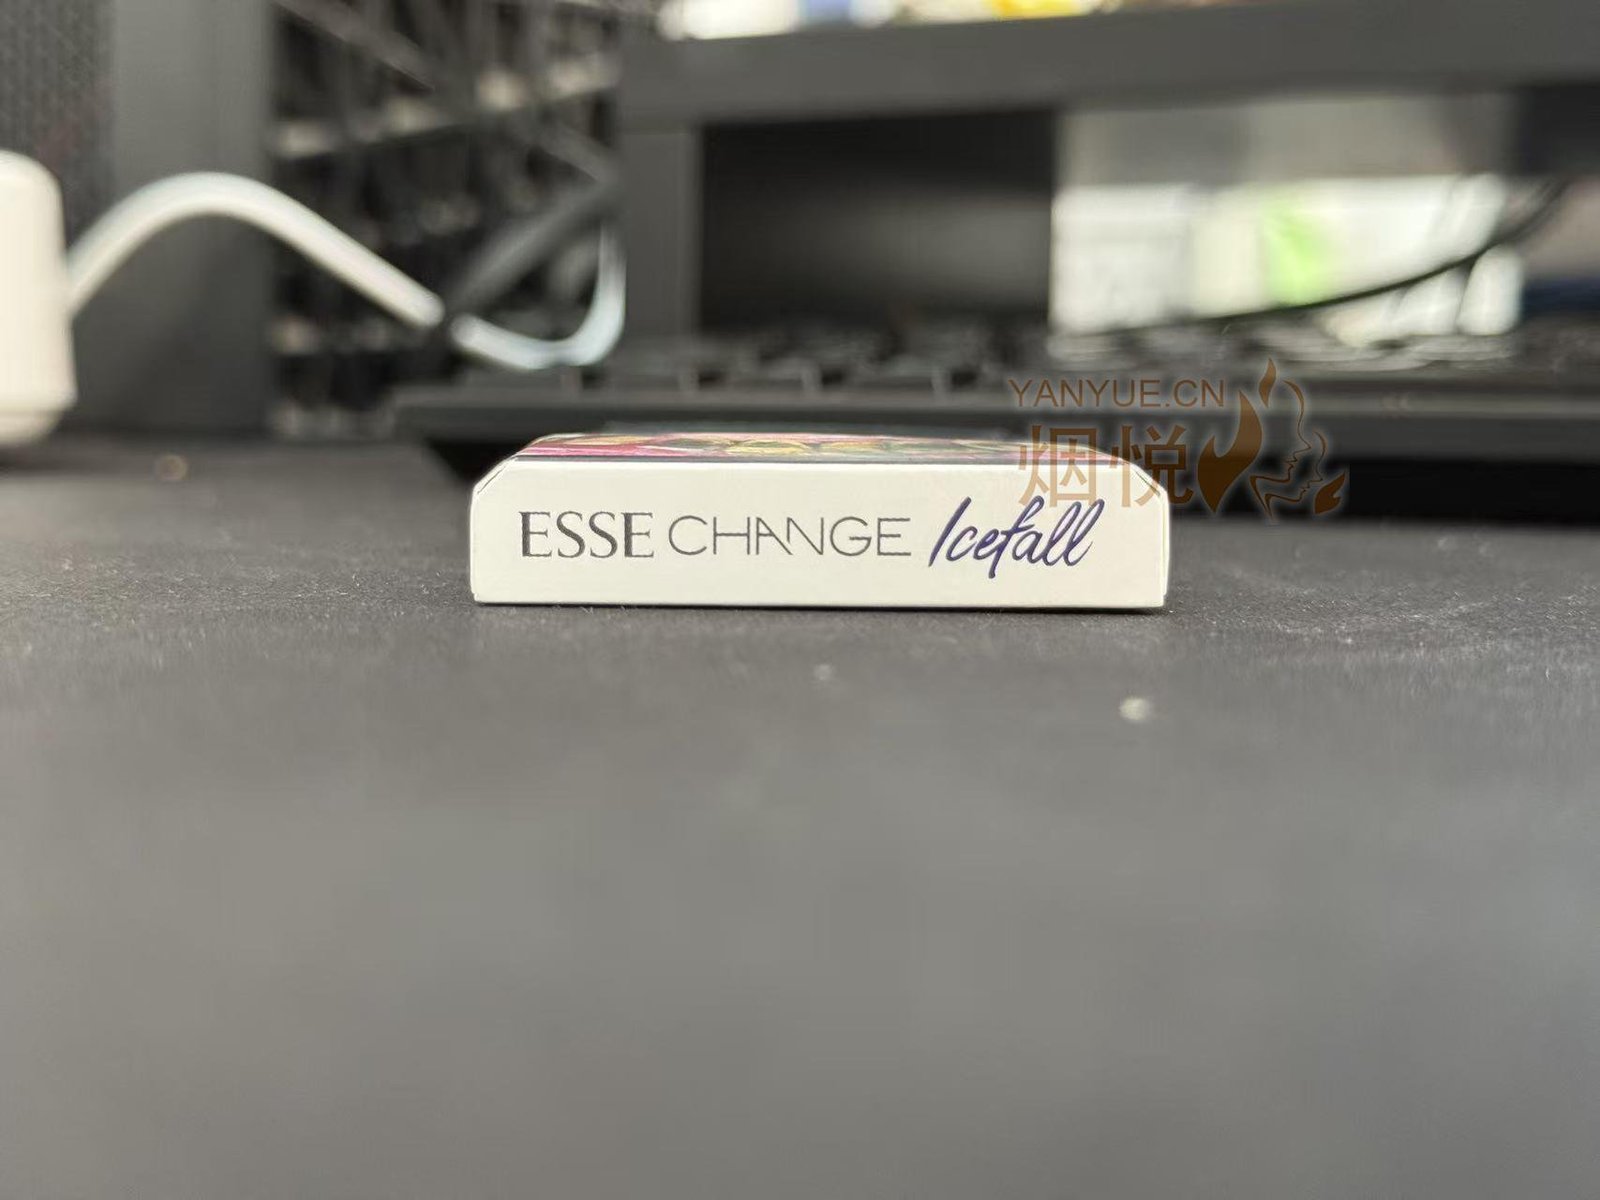 YANYUE.CN
烟悦
ESSE CHANGE Icefall